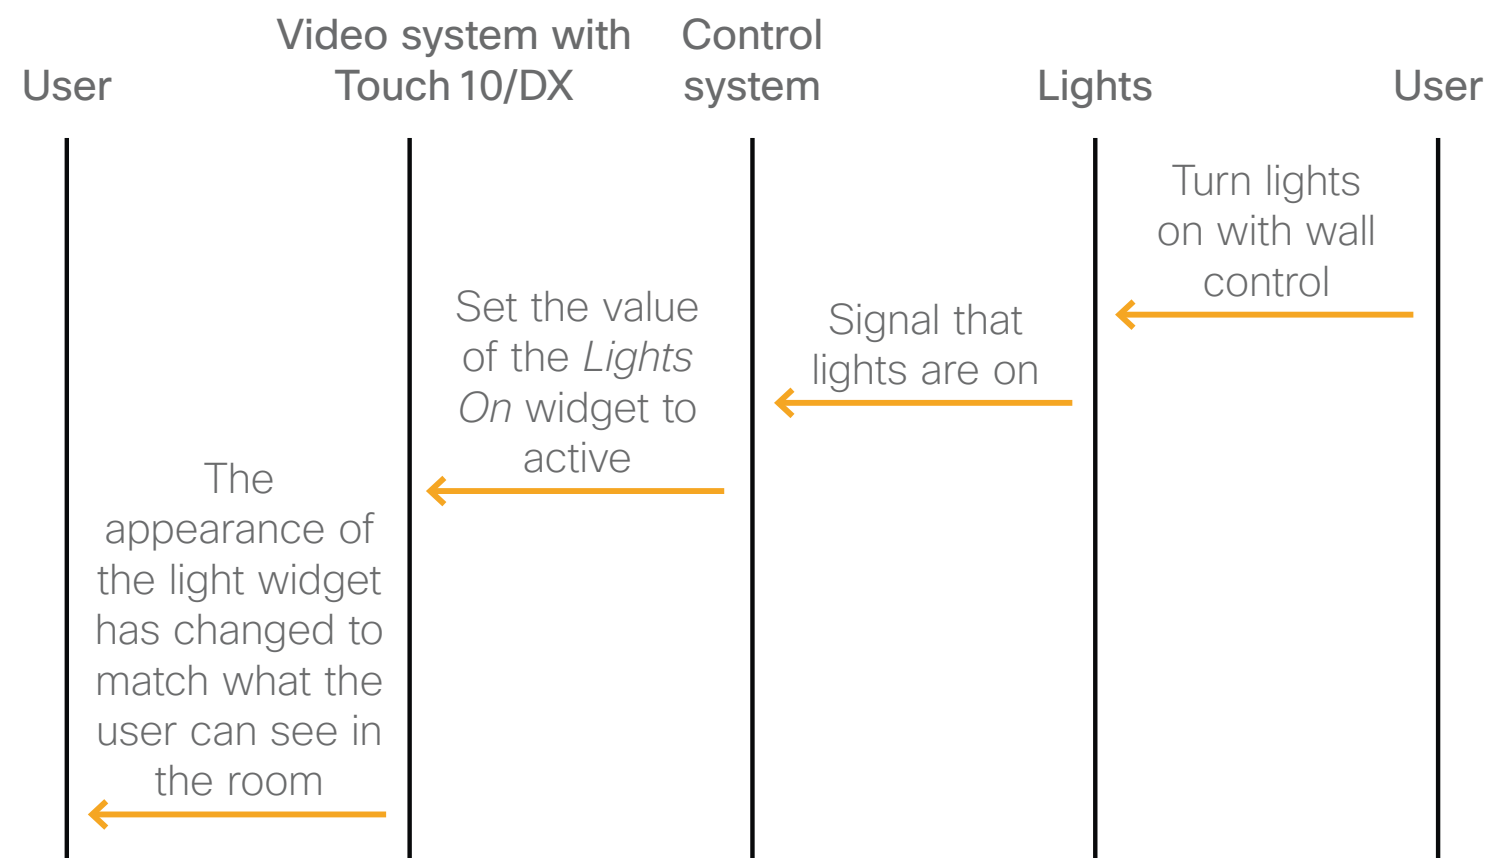 User
Video system with
Touch 10/DX
Control
system
Lights
User
Turn lights
on with wall
control
Signal that
lights are on
Set the value
of the Lights
On widget to
active
The
appearance of
the light widget
has changed to
match what the
user can see in
the room